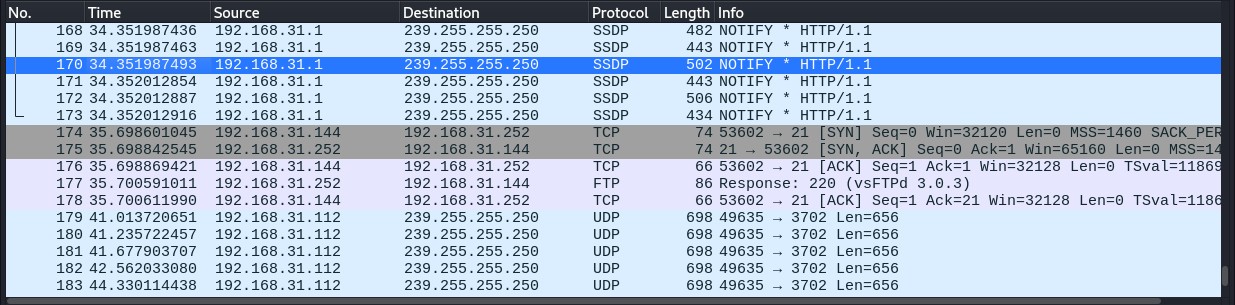 No. Time Source Destination Protocol Length Info
168 34.351987436 192.168.31.1 239.255.255.250 SSDP 482 NOTIFY * HTTP/1.1
169 34.351987463 192.168.31.1 239.255.255.250 SSDP 443 NOTIFY * HTTP/1.1
170 34.351987493 192.168.31.1 239.255.255.250 SSDP 502 NOTIFY * HTTP/1.1
171 34.352012854 192.168.31.1 239.255.255.250 SSDP 443 NOTIFY * HTTP/1.1
172 34.352012887 192.168.31.1 239.255.255.250 SSDP 506 NOTIFY * HTTP/1.1
173 34.352012916 192.168.31.1 239.255.255.250 SSDP 434 NOTIFY * HTTP/1.1
174 35.698601045 192.168.31.144 192.168.31.252 TCP 74 53602 → 21 [SYN] Seq=0 Win=32120 Len=0 MSS=1460 SACK_PER
175 35.698842545 192.168.31.252 192.168.31.144 TCP 74 21 → 53602 [SYN, ACK] Seq=0 Ack=1 Win=65160 Len=0 MSS=14
176 35.698869421 192.168.31.144 192.168.31.252 TCP 66 53602 → 21 [ACK] Seq=1 Ack=1 Win=32128 Len=0 TSval=11869
177 35.700591011 192.168.31.252 192.168.31.144 FTP 86 Response: 220 (vsFTPd 3.0.3)
178 35.700611990 192.168.31.144 192.168.31.252 TCP 66 53602 → 21 [ACK] Seq=1 Ack=21 Win=32128 Len=0 TSval=1186
179 41.013720651 192.168.31.112 239.255.255.250 UDP 698 49635 → 3702 Len=656
180 41.235722457 192.168.31.112 239.255.255.250 UDP 698 49635 → 3702 Len=656
181 41.677903707 192.168.31.112 239.255.255.250 UDP 698 49635 → 3702 Len=656
182 42.562033080 192.168.31.112 239.255.255.250 UDP 698 49635 → 3702 Len=656
183 44.330114438 192.168.31.112 239.255.255.250 UDP 698 49635 → 3702 Len=656